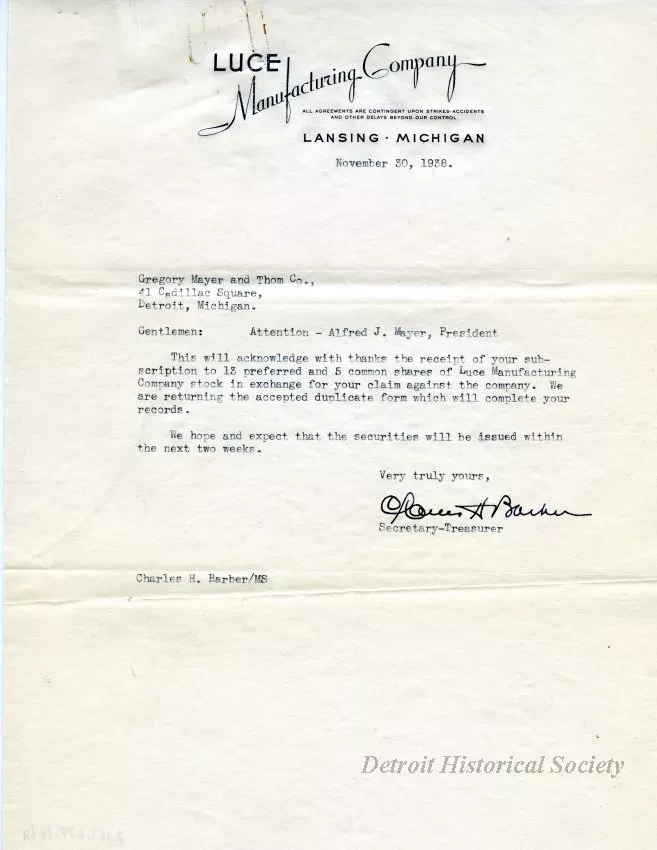 LUCE
Manufacturing Company
ALL AGREEMENTS ARE CONTINGENT UPON STRIKES-ACCIDENTS
AND OTHER DELAYS BEYOND OUR CONTROL
LANSING · MICHIGAN
November 30, 1938.
Gregory Mayer and Thom Co.,
41 Cadillac Square,
Detroit, Michigan.
Gentlemen: Attention - Alfred J. Mayer, President
This will acknowledge with thanks the receipt of your sub-
scription to 13 preferred and 5 common shares of Luce Manufacturing
Company stock in exchange for your claim against the company. We
are returning the accepted duplicate form which will complete your
records.
We hope and expect that the securities will be issued within
the next two weeks.
Very truly yours,
Charles H Barber
Secretary-Treasurer
Charles H. Barber/MS
Detroit Historical Society